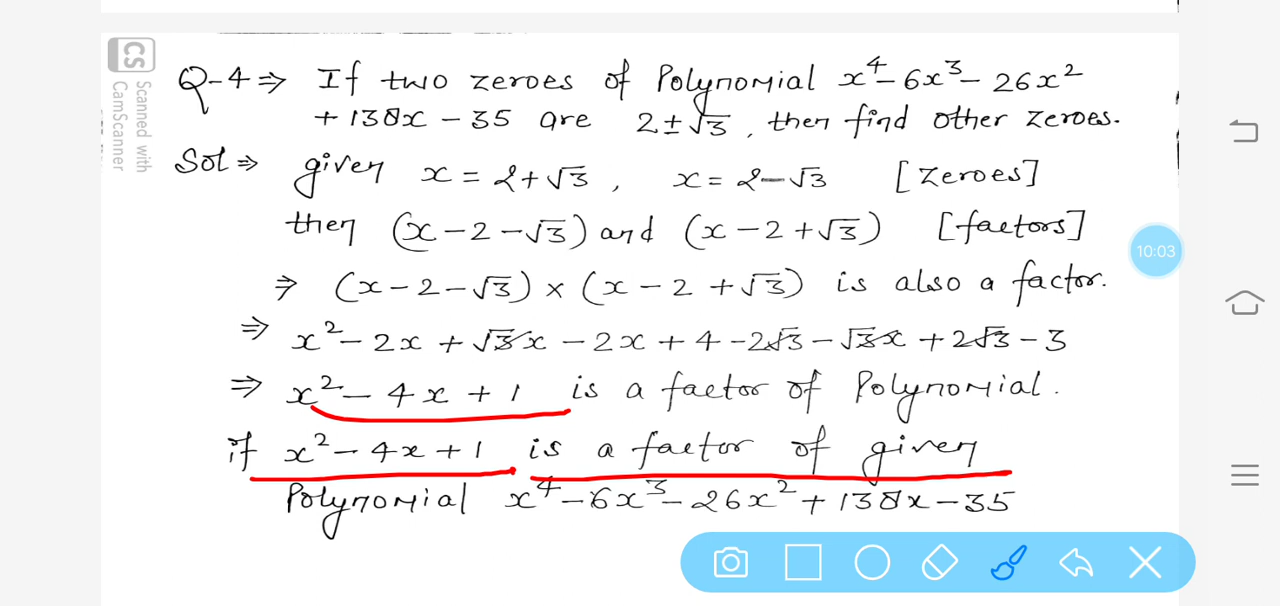 CS Scanned with CamScanner
Q-4⇒ If two zeroes of Polynomial x⁴-6x³-26x²
+138x-35 are 2±√3, then find other zeroes.
Sol⇒ given x=2+√3, x=2-√3 [zeroes]
then (x-2-√3) and (x-2+√3) [factors]
⇒ (x-2-√3)×(x-2+√3) is also a factor.
⇒ x²-2x+√3x-2x+4-2√3-√3x+2√3-3
⇒ x²-4x+1 is a factor of Polynomial.
if x²-4x+1 is a factor of given
Polynomial x⁴-6x³-26x²+138x-35
10:03